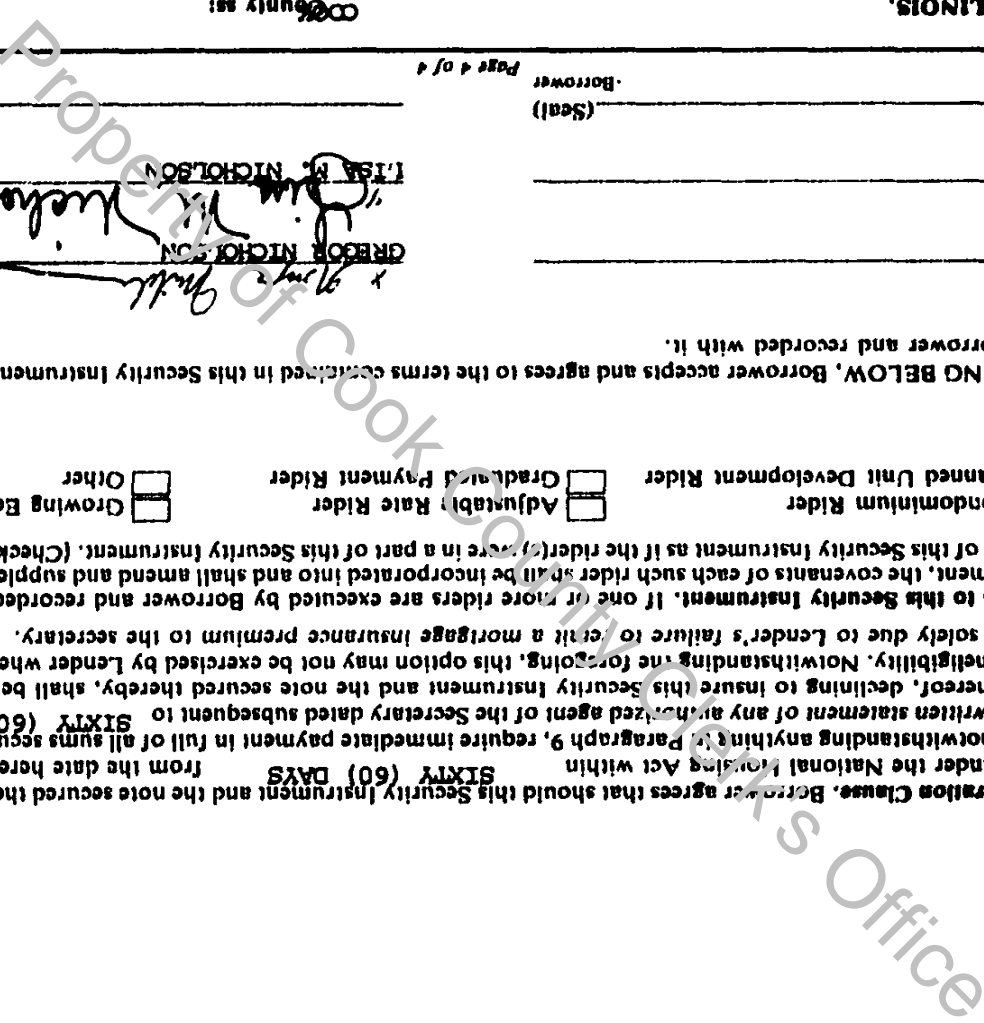 ration Clause. Borrower agrees that should this Security Instrument and the note secured the
nder the National Housing Act within SIXTY (60) DAYS from the date here
notwithstanding anything in Paragraph 9, require immediate payment in full of all sums secu
written statement of any authorized agent of the Secretary dated subsequent to SIXTY (60
hereof, declining to insure this Security Instrument and the note secured thereby, shall be
neligibility. Notwithstanding the foregoing, this option may not be exercised by Lender whe
solely due to Lender's failure to remit a mortgage insurance premium to the secretary.
to this Security Instrument. If one or more riders are executed by Borrower and recorded
ment, the covenants of each such rider shall be incorporated into and shall amend and supple
of this Security Instrument as if the rider(s) were in a part of this Security Instrument. (Check
ondominium Rider Adjustable Rate Rider Growing Eq
anned Unit Development Rider Graduated Payment Rider Other
NG BELOW, Borrower accepts and agrees to the terms contained in this Security Instrumen
orrower and recorded with it.
x
GREGOR NICHOLSON
Lisa M Nicho
LISA M. NICHOLSON
(Seal)
-Borrower
Page 4 of 4
LINOIS, COOK County ss:
Property of Cook County Clerk's Office